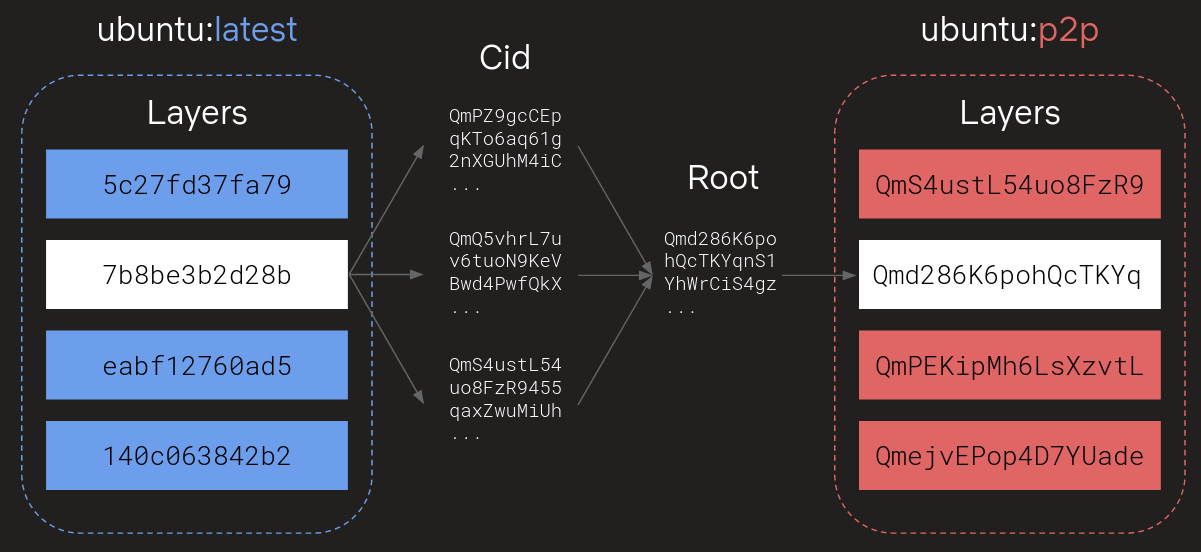 ubuntu:latest
Layers
5c27fd37fa79
7b8be3b2d28b
eabf12760ad5
140c063842b2
Cid
QmPZ9gcCEp
qKTo6aq61g
2nXGUhM4iC
...
QmQ5vhrL7u
v6tuoN9KeV
Bwd4PwfQkX
...
QmS4ustL54
uo8FzR9455
qaxZwuMiUh
...
Root
Qmd286K6po
hQcTKYqnS1
YhWrCiS4gz
...
ubuntu:p2p
Layers
QmS4ustL54uo8FzR9
Qmd286K6pohQcTKYq
QmPEKipMh6LsXzvtL
QmejvEPop4D7YUade